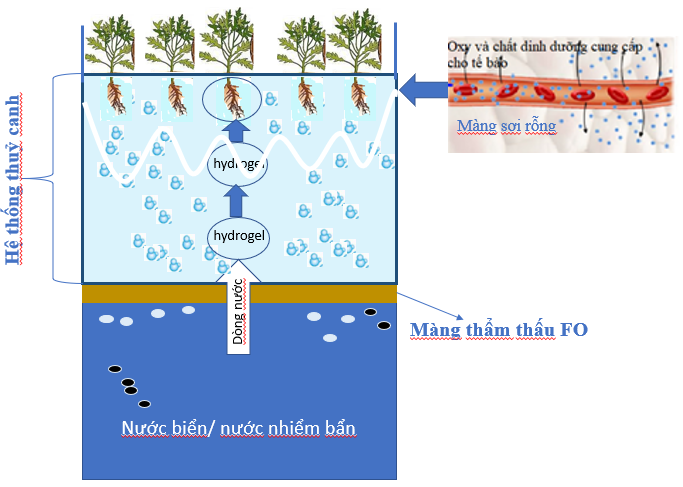 Oxy và chất dinh dưỡng cung cấp
cho tế bào
Màng sợi rỗng
Hệ thống thuỷ canh
hydrogel
hydrogel
Dòng nước
Màng thẩm thấu FO
Nước biển/ nước nhiểm bẩn